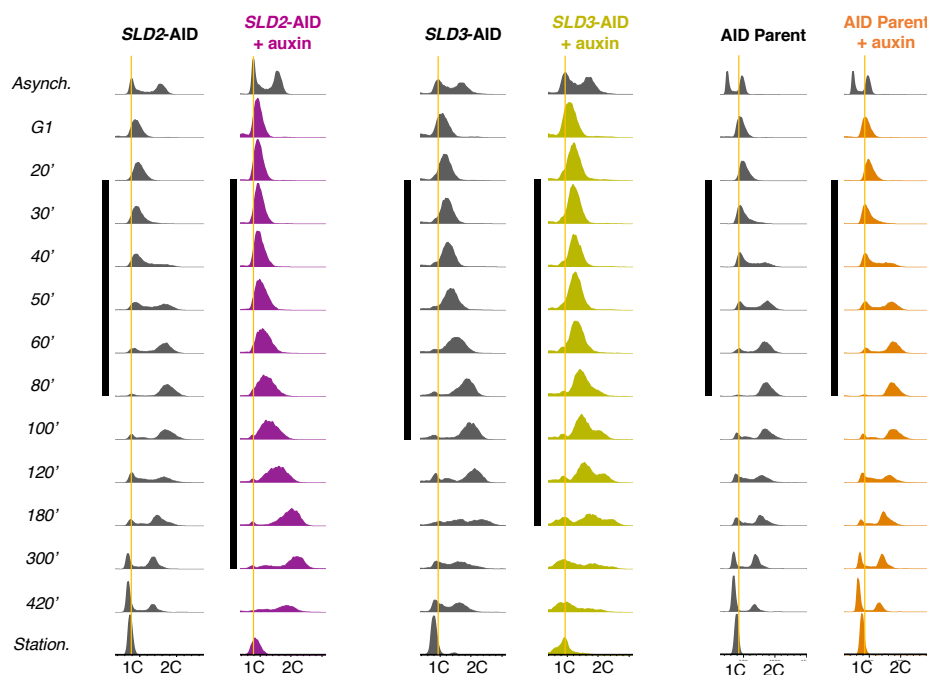 SLD2-AID
SLD2-AID
+ auxin
SLD3-AID
SLD3-AID
+ auxin
AID Parent
AID Parent
+ auxin
Asynch.
G1
20’
30’
40’
50’
60’
80’
100’
120’
180’
300’
420’
Station.
1C 2C
1C 2C
1C 2C
1C 2C
1C 2C
1C 2C